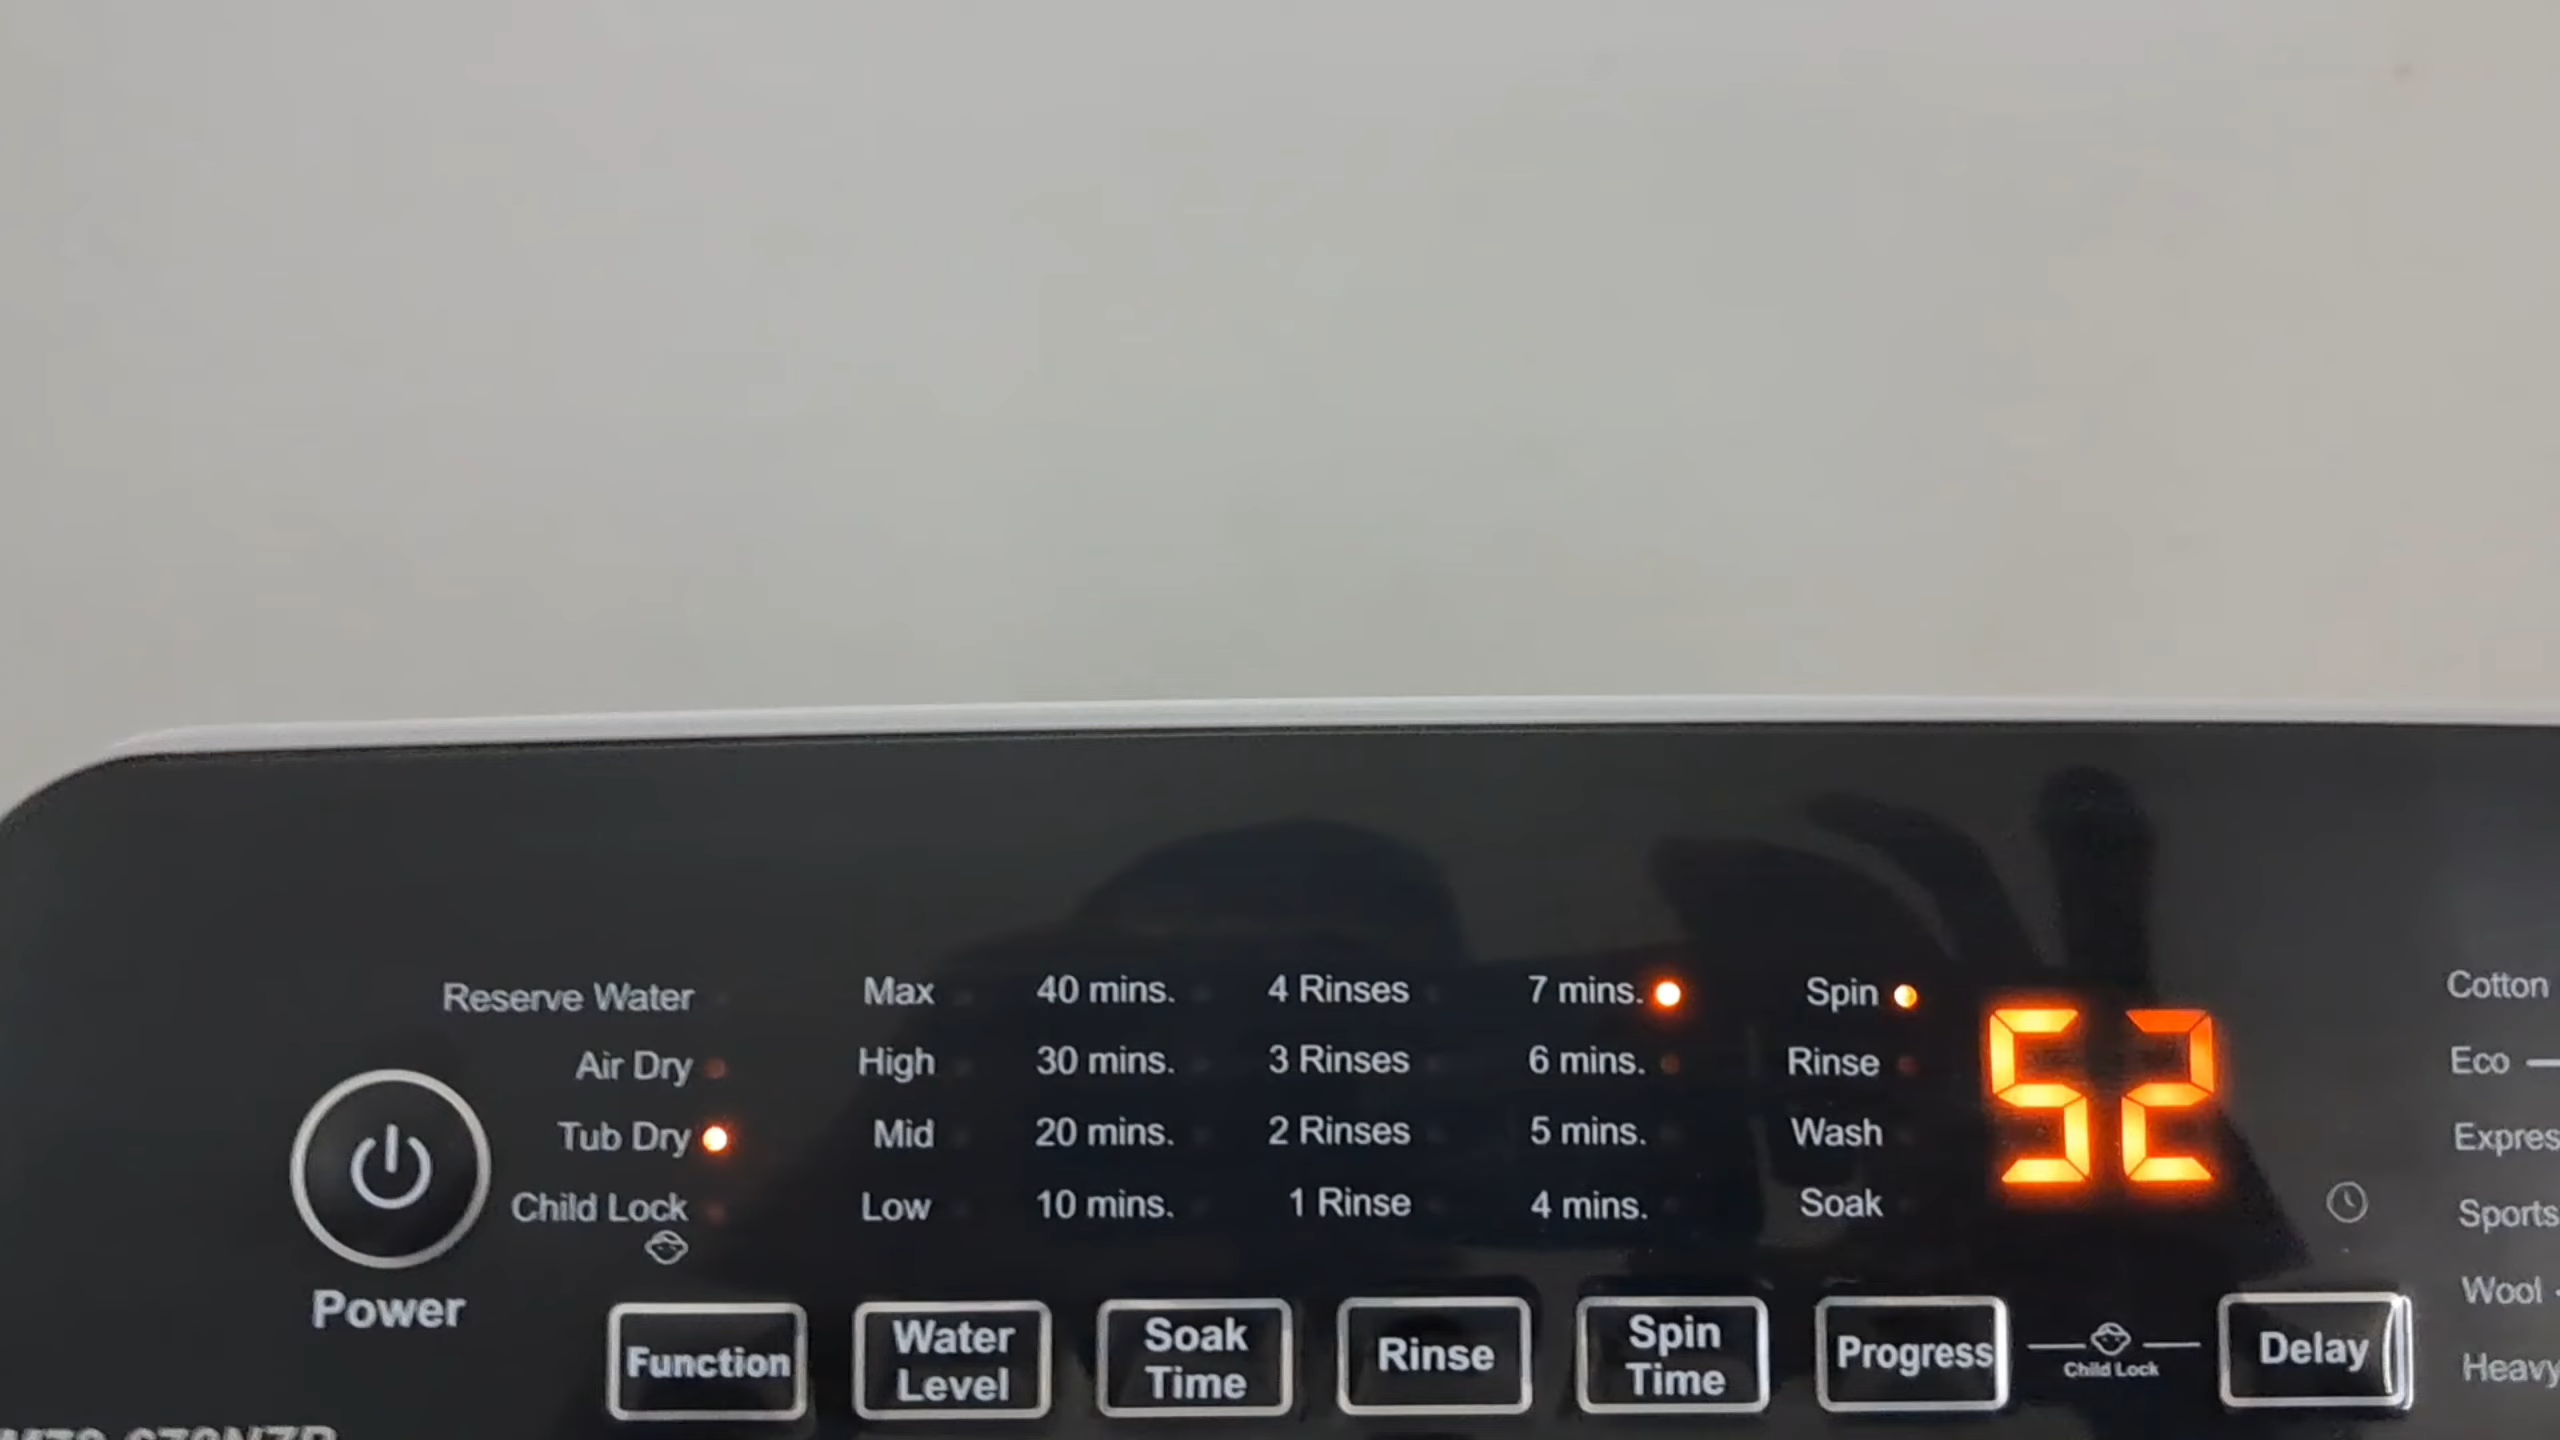 Reserve Water
Air Dry
Tub Dry
Child Lock
Power
Max
High
Mid
Low
40 mins.
30 mins.
20 mins.
10 mins.
4 Rinses
3 Rinses
2 Rinses
1 Rinse
7 mins.
6 mins.
5 mins.
4 mins.
Spin
Rinse
Wash
Soak
52
Cotton
Eco
Expres
Sports
Wool
Heavy
Function
Water
Level
Soak
Time
Rinse
Spin
Time
Progress
Child Lock
Delay